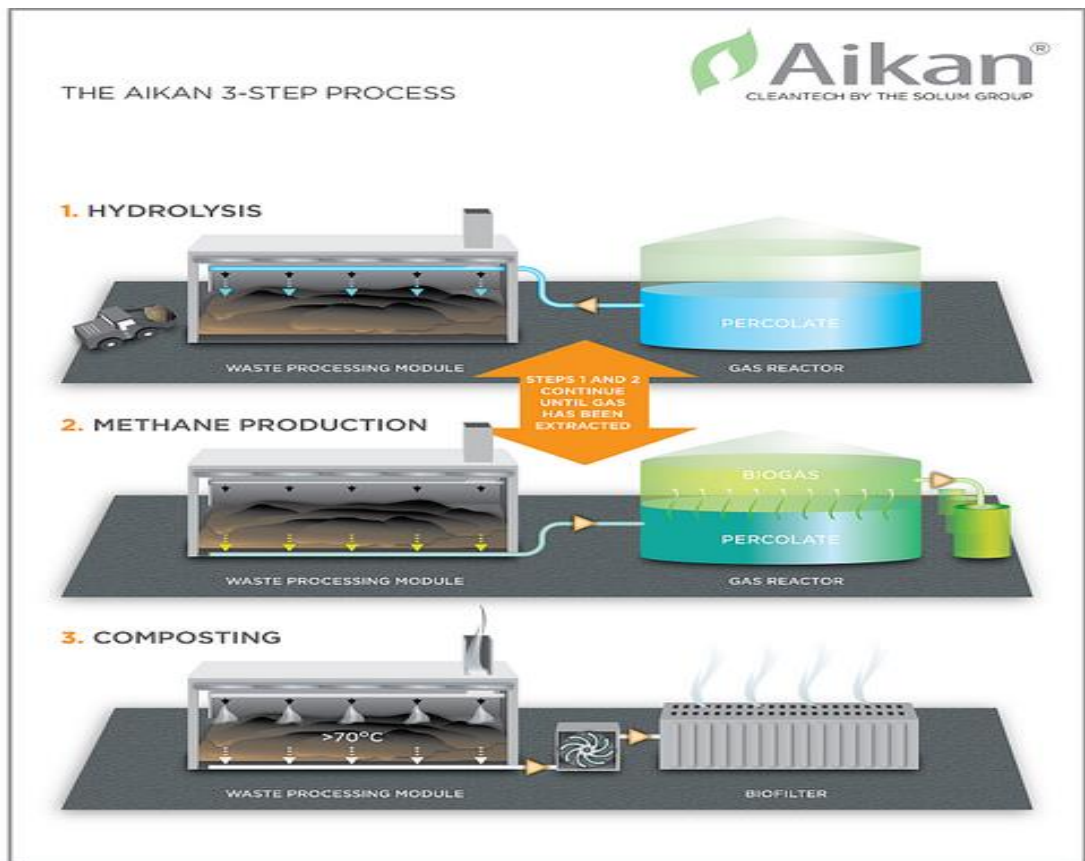 Aikan®
CLEANTECH BY THE SOLUM GROUP
THE AIKAN 3-STEP PROCESS
1. HYDROLYSIS
PERCOLATE
WASTE PROCESSING MODULE
GAS REACTOR
STEPS 1 AND 2
CONTINUE
UNTIL GAS
HAS BEEN
EXTRACTED
2. METHANE PRODUCTION
BIOGAS
PERCOLATE
WASTE PROCESSING MODULE
GAS REACTOR
3. COMPOSTING
>70°C
WASTE PROCESSING MODULE
BIOFILTER